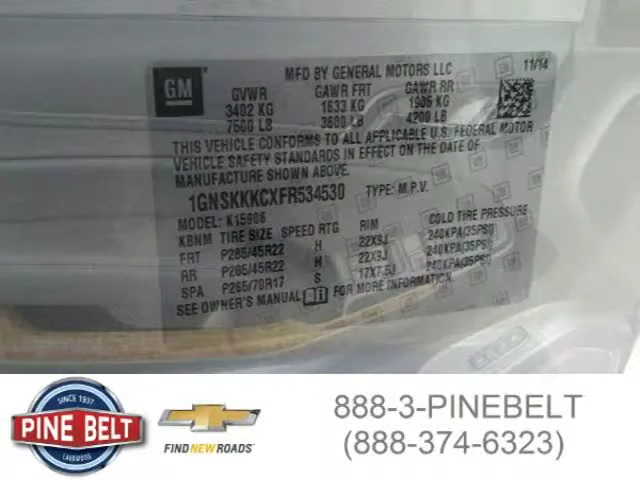 GM
MFD BY GENERAL MOTORS LLC 11/14
GVWR GAWR FRT GAWR RR
3402 KG 1633 KG 1905 KG
7500 LB 3600 LB 4200 LB
THIS VEHICLE CONFORMS TO ALL APPLICABLE U.S. FEDERAL MOTOR
VEHICLE SAFETY STANDARDS IN EFFECT ON THE DATE OF
MANUFACTURE SHOWN ABOVE.
1GNSKKKCXFR534530 TYPE: M.P.V.
MODEL: K15906
KBNM TIRE SIZE SPEED RTG RIM COLD TIRE PRESSURE
FRT P285/45R22 H 22X9J 240KPA(35PSI)
RR P285/45R22 H 22X9J 240KPA(35PSI)
SPA P265/70R17 S 17X7.5J 240KPA(35PSI)
SEE OWNER'S MANUAL FOR MORE INFORMATION.
SINCE 1937
PINE BELT
LAKEWOOD
FIND NEW ROADS
888-3-PINEBELT
(888-374-6323)